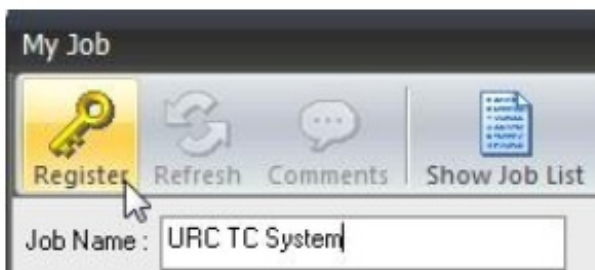 My Job
Register Refresh Comments Show Job List
Job Name : URC TC System